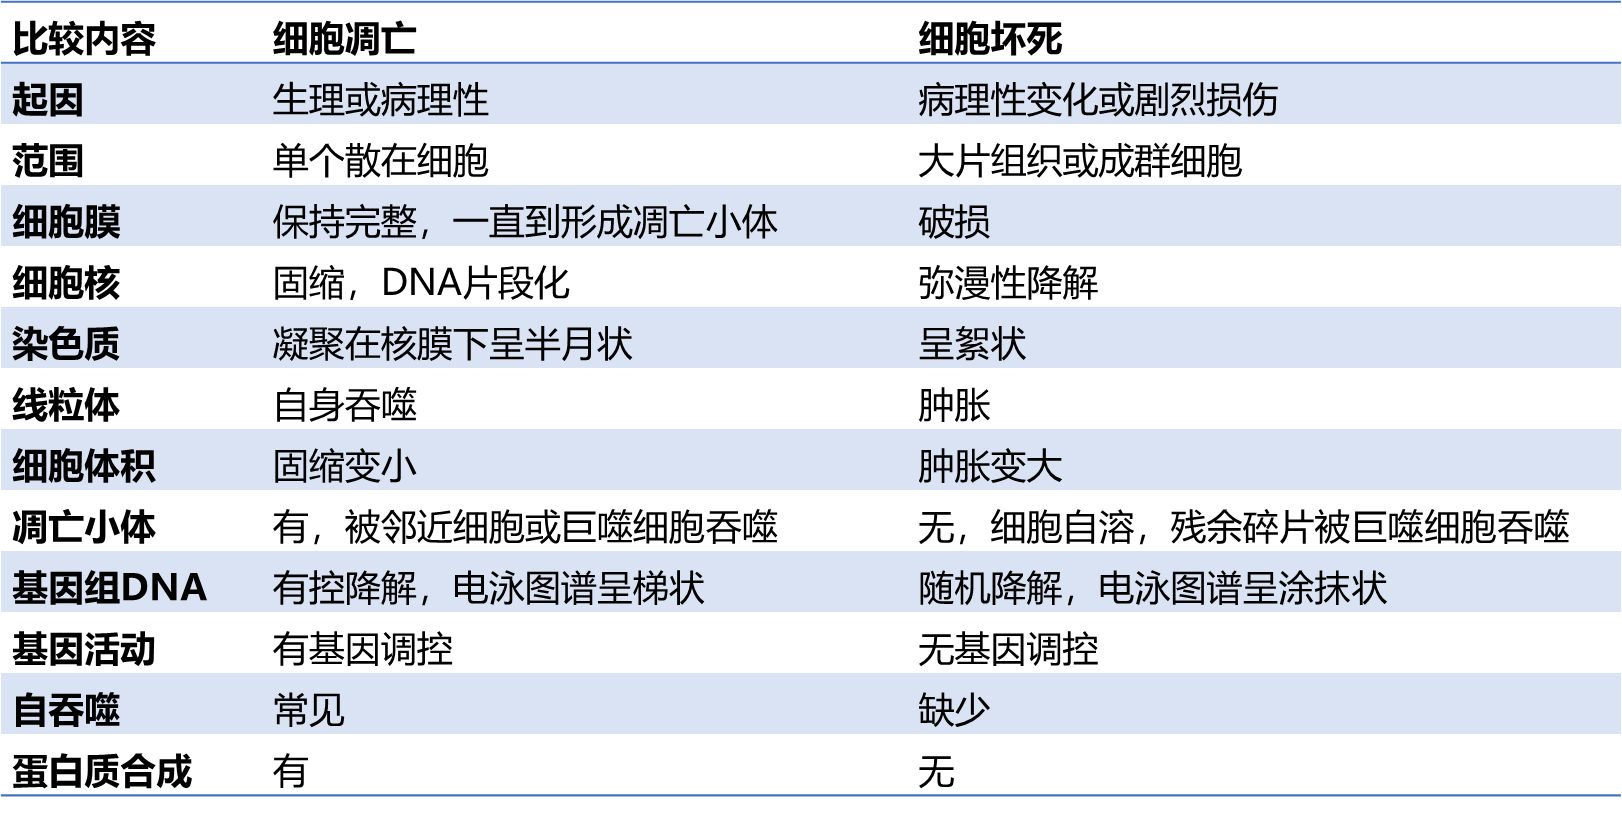 比较内容 细胞凋亡 细胞坏死
起因 生理或病理性 病理性变化或剧烈损伤
范围 单个散在细胞 大片组织或成群细胞
细胞膜 保持完整，一直到形成凋亡小体 破损
细胞核 固缩，DNA片段化 弥漫性降解
染色质 凝聚在核膜下呈半月状 呈絮状
线粒体 自身吞噬 肿胀
细胞体积 固缩变小 肿胀变大
凋亡小体 有，被邻近细胞或巨噬细胞吞噬 无，细胞自溶，残余碎片被巨噬细胞吞噬
基因组DNA 有控降解，电泳图谱呈梯状 随机降解，电泳图谱呈涂抹状
基因活动 有基因调控 无基因调控
自吞噬 常见 缺少
蛋白质合成 有 无